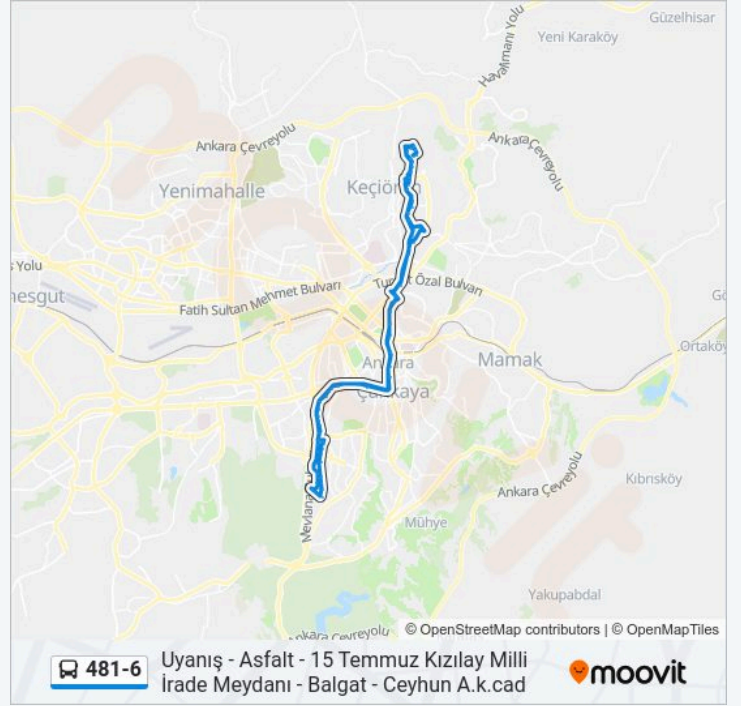 Güzelhisar
Yeni Karaköy
Havalimanı Yolu
Ankara Çevreyolu
Ankara Çevreyolu
Yenimahalle
Keçiören
s Yolu
nesgut
Turgut Özal Bulvarı
Fatih Sultan Mehmet Bulvarı
Ortaköy
Ankara
Mamak
Çankaya
Kıbrısköy
Ankara Çevreyolu
Mühye
Yakupabdal
Ankara Çevreyolu
© OpenStreetMap contributors | © OpenMapTiles
481-6
Uyanış - Asfalt - 15 Temmuz Kızılay Milli
İrade Meydanı - Balgat - Ceyhun A.k.cad
moovit